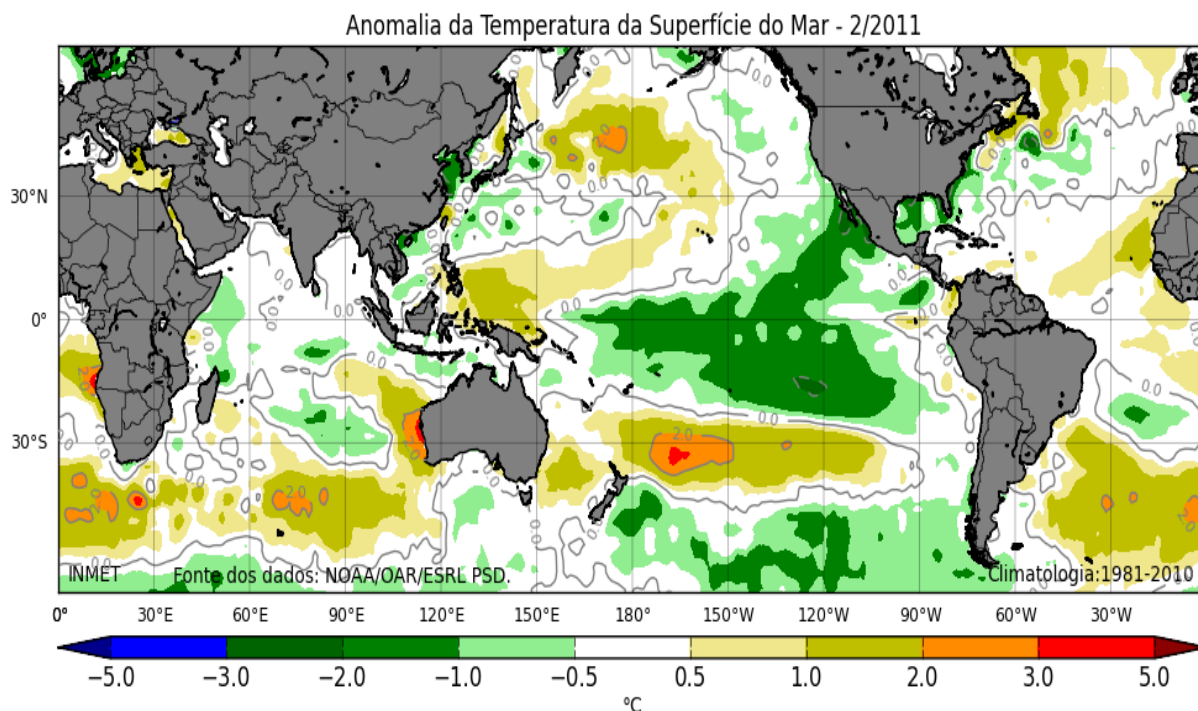 Anomalia da Temperatura da Superfície do Mar - 2/2011
30°N
0°
30°S
INMET Fonte dos dados: NOAA/OAR/ESRL PSD. Climatologia:1981-2010
0° 30°E 60°E 90°E 120°E 150°E 180° 150°W 120°W 90°W 60°W 30°W
−5.0 −3.0 −2.0 −1.0 −0.5 0.5 1.0 2.0 3.0 5.0
°C